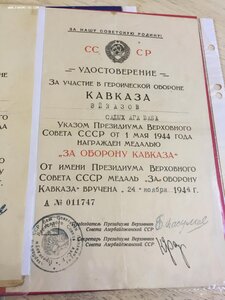 ЗА НАШУ СОВЕТСКУЮ РОДИНУ!
СС СР
УДОСТОВЕРЕНИЕ
ЗА УЧАСТИЕ В ГЕРОИЧЕСКОЙ ОБОРОНЕ
КАВКАЗА
САДЫХ АГА БАБА
УКАЗОМ ПРЕЗИДИУМА ВЕРХОВНОГО
СОВЕТА СССР ОТ 1 МАЯ 1944 ГОДА
НАГРАЖДЕН МЕДАЛЬЮ
„ЗА ОБОРОНУ КАВКАЗА“
ОТ ИМЕНИ ПРЕЗИДИУМА ВЕРХОВНОГО
СОВЕТА СССР МЕДАЛЬ „ЗА ОБОРОНУ
КАВКАЗА“ ВРУЧЕНА „24“ ноября 194 г.
А № 011747
Председатель Президиума Верховного
Совета Азербайджанской ССР
Секретарь Президиума Верховного
Совета Азербайджанской ССР